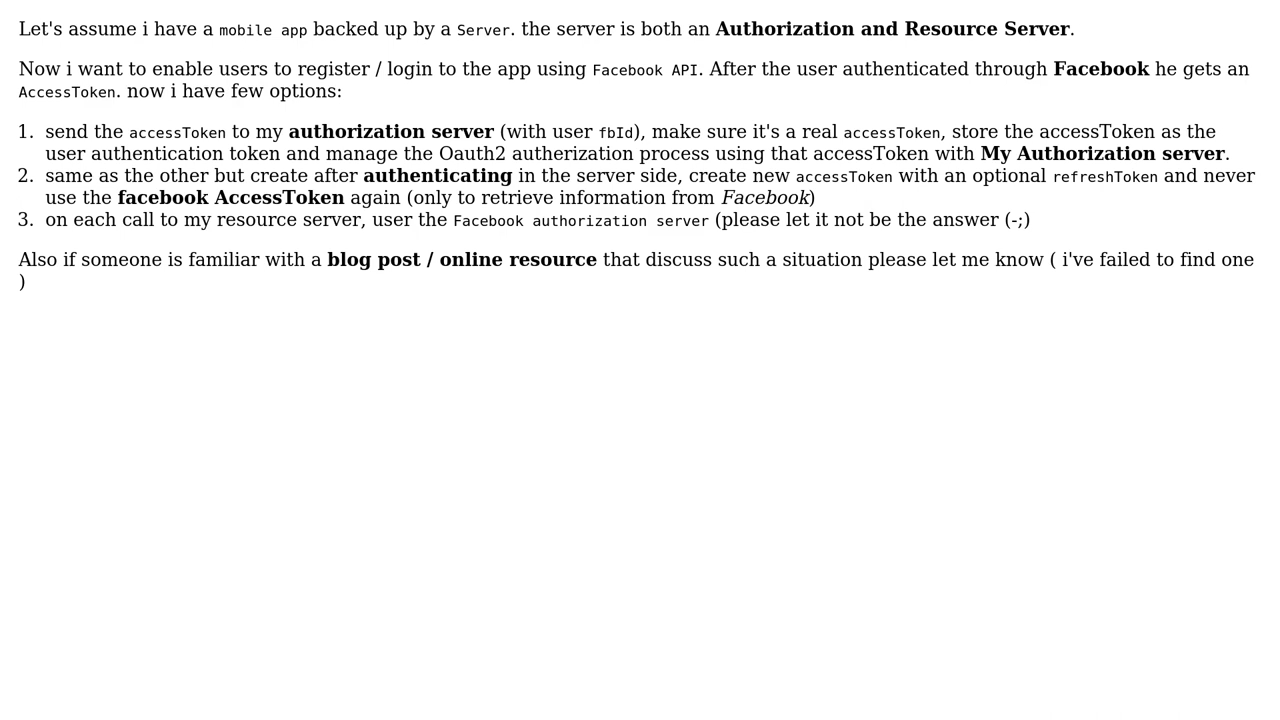 Let's assume i have a mobile app backed up by a Server. the server is both an Authorization and Resource Server.
Now i want to enable users to register / login to the app using Facebook API. After the user authenticated through Facebook he gets an
AccessToken. now i have few options:
1. send the accessToken to my authorization server (with user fbId), make sure it's a real accessToken, store the accessToken as the
user authentication token and manage the Oauth2 autherization process using that accessToken with My Authorization server.
2. same as the other but create after authenticating in the server side, create new accessToken with an optional refreshToken and never
use the facebook AccessToken again (only to retrieve information from Facebook)
3. on each call to my resource server, user the Facebook authorization server (please let it not be the answer (-;)
Also if someone is familiar with a blog post / online resource that discuss such a situation please let me know ( i've failed to find one
)